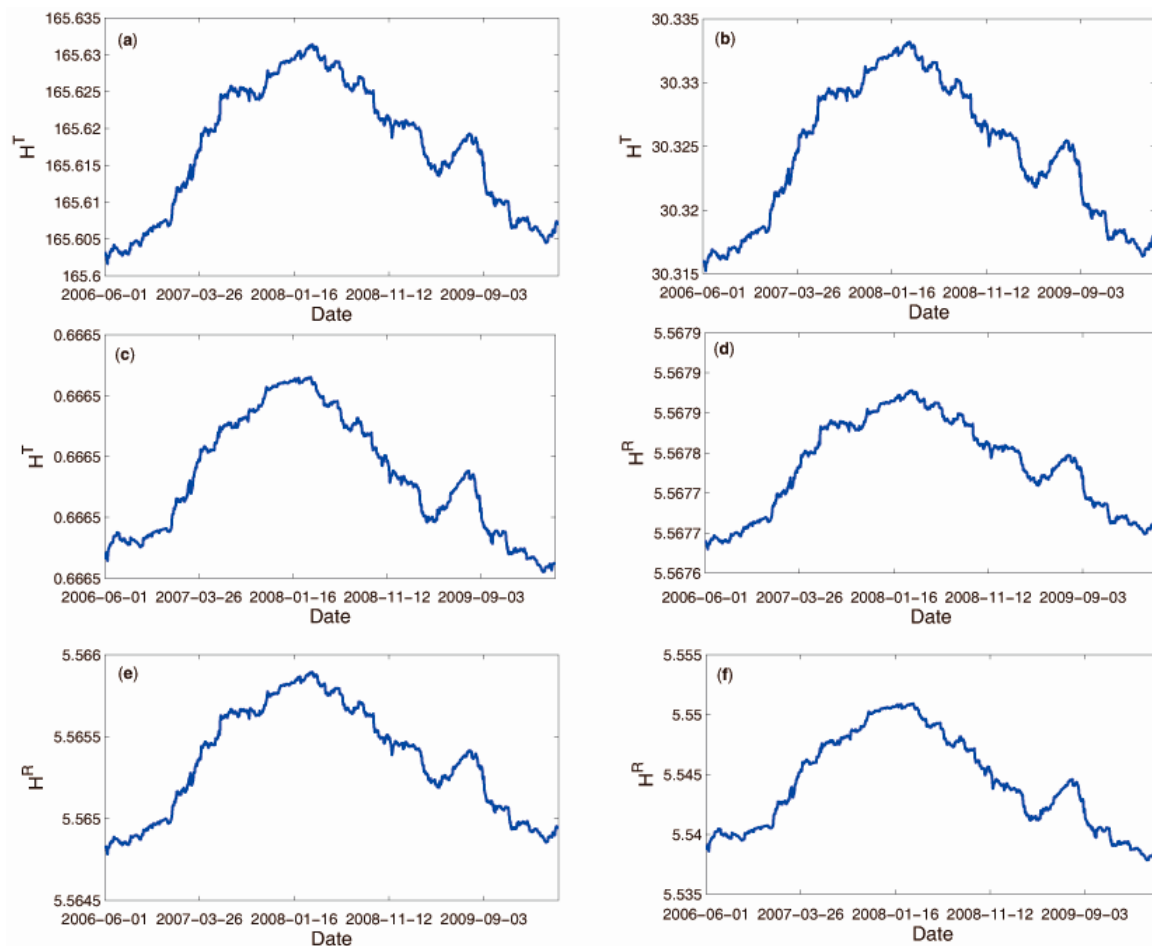 165.635
(a)
165.63
165.625
165.62
165.615
165.61
165.605
165.6
H^T
2006-06-01 2007-03-26 2008-01-16 2008-11-12 2009-09-03
Date
30.335
(b)
30.33
30.325
30.32
30.315
H^T
2006-06-01 2007-03-26 2008-01-16 2008-11-12 2009-09-03
Date
0.6665
(c)
0.6665
0.6665
0.6665
0.6665
H^T
2006-06-01 2007-03-26 2008-01-16 2008-11-12 2009-09-03
Date
5.5679
(d)
5.5679
5.5679
5.5678
5.5677
5.5677
5.5676
H^R
2006-06-01 2007-03-26 2008-01-16 2008-11-12 2009-09-03
Date
5.566
(e)
5.5655
5.565
5.5645
H^R
2006-06-01 2007-03-26 2008-01-16 2008-11-12 2009-09-03
Date
5.555
(f)
5.55
5.545
5.54
5.535
H^R
2006-06-01 2007-03-26 2008-01-16 2008-11-12 2009-09-03
Date